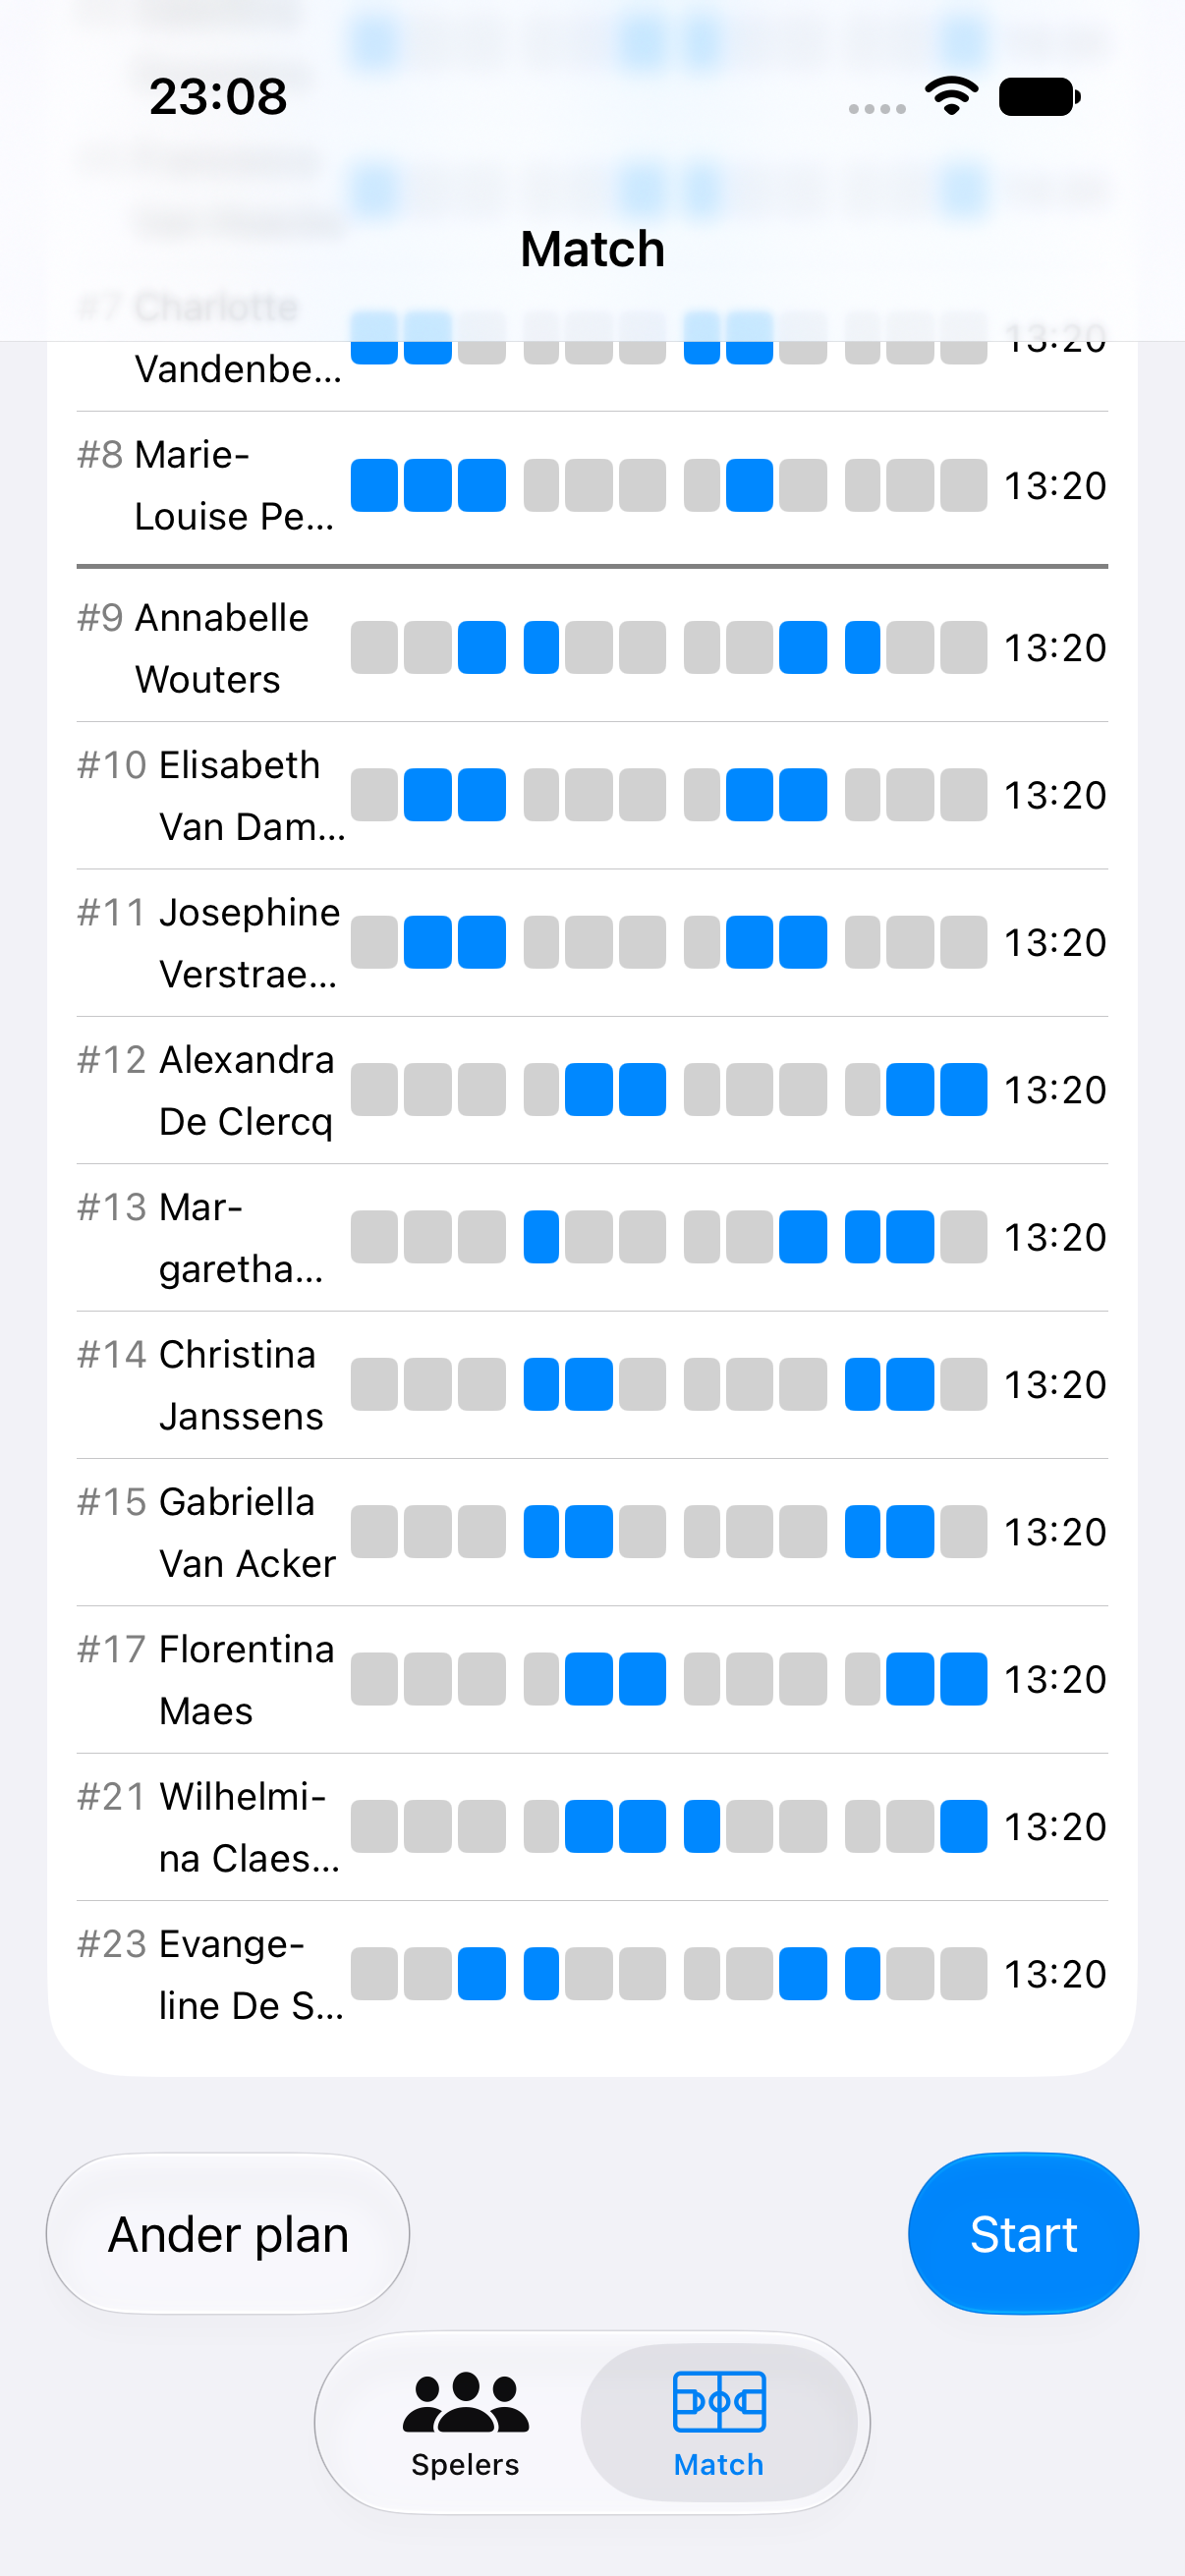 23:08
Match
#7 Charlotte
Vandenbe...
13:20
#8 Marie-
Louise Pe...
13:20
#9 Annabelle
Wouters
13:20
#10 Elisabeth
Van Dam...
13:20
#11 Josephine
Verstrae...
13:20
#12 Alexandra
De Clercq
13:20
#13 Mar-
garetha...
13:20
#14 Christina
Janssens
13:20
#15 Gabriella
Van Acker
13:20
#17 Florentina
Maes
13:20
#21 Wilhelmi-
na Claes...
13:20
#23 Evange-
line De S...
13:20
Ander plan
Start
Spelers
Match